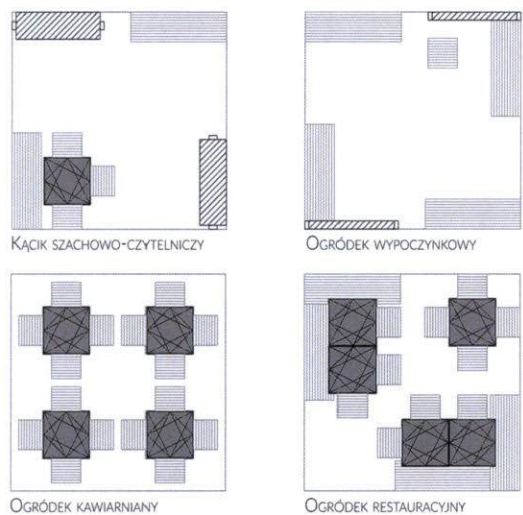 KĄCIK SZACHOWO-CZYTELNICZY
OGRÓDEK WYPOCZYNKOWY
OGRÓDEK KAWIARNIANY
OGRÓDEK RESTAURACYJNY